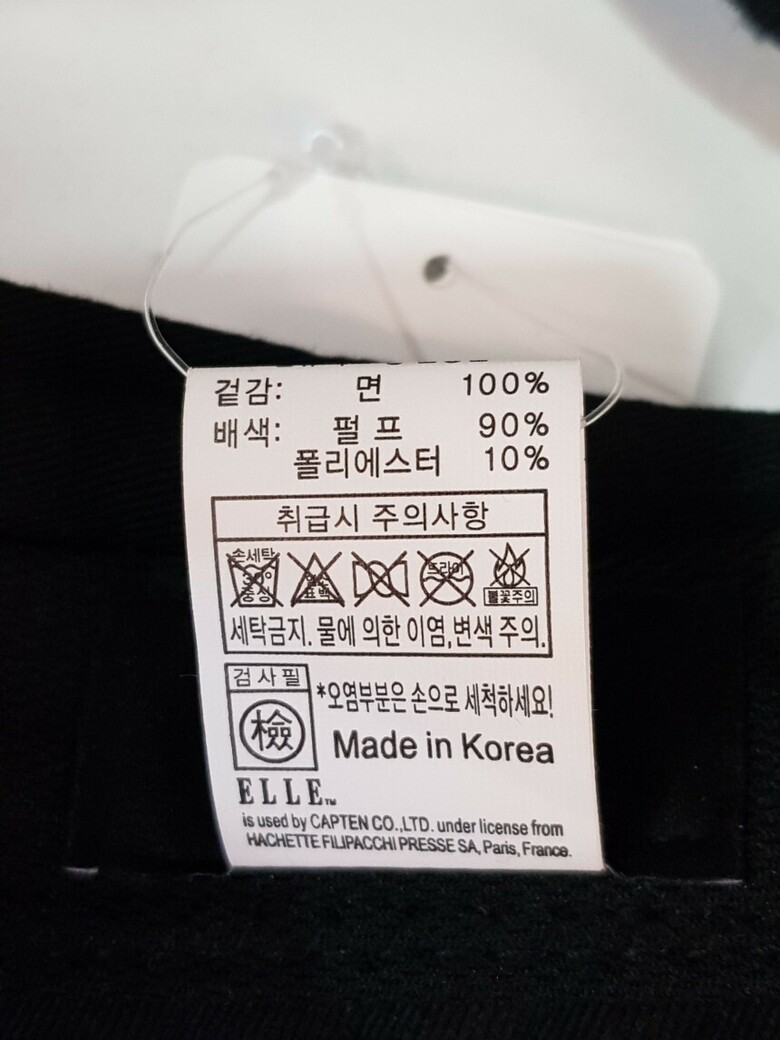 겉감: 면 100%
배색: 펄 프 90%
폴리에스터 10%
취급시 주의사항
손세탁
30°
중성
염소
표백
드라이
불꽃주의
세탁금지. 물에 의한 이염,변색 주의.
검사필
檢
*오염부분은 손으로 세척하세요!
Made in Korea
ELLE™
is used by CAPTEN CO.,LTD. under license from
HACHETTE FILIPACCHI PRESSE SA, Paris, France.